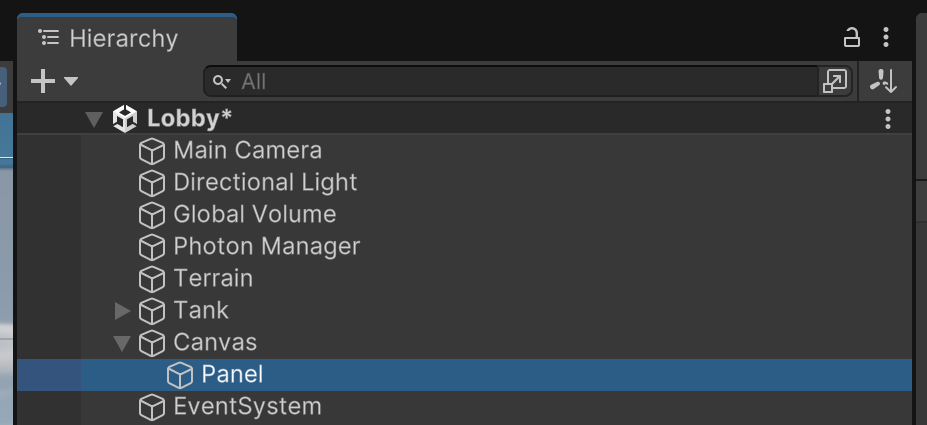 Hierarchy
All
Lobby*
Main Camera
Directional Light
Global Volume
Photon Manager
Terrain
Tank
Canvas
Panel
EventSystem